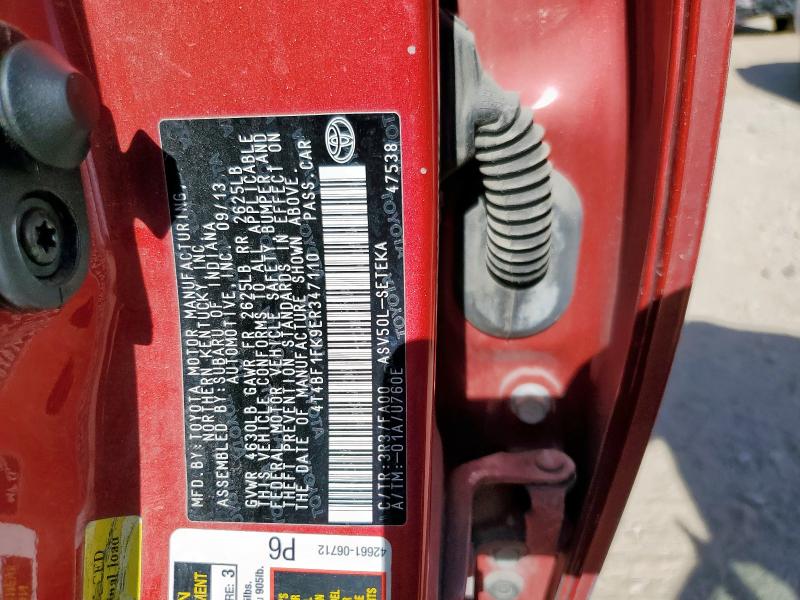 MFD.BY:TOYOTA MOTOR MANUFACTURING,
NORTHERN KENTUCKY, INC.
ASSEMBLED BY:SUBARU OF INDIANA
AUTOMOTIVE, INC. 09/13
GVWR 4630LB GAWR FR 2625LB RR 2625LB
THIS VEHICLE CONFORMS TO ALL APPLICABLE
FEDERAL MOTOR VEHICLE SAFETY, BUMPER, AND
THEFT PREVENTION STANDARDS IN EFFECT ON
THE DATE OF MANUFACTURE SHOWN ABOVE.
4T4BF1FK9ER347110 PASS.CAR
C/TR:3R3/FA00 ASV50L-SETEKA
A/TM:-01A/U760E 47538
42661-06712
P6